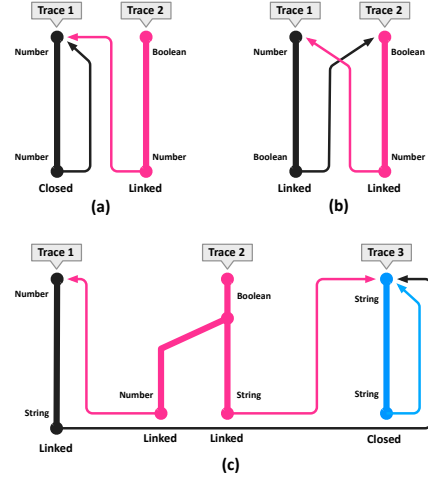 Trace 1 Trace 2 Trace 1 Trace 2
Number Boolean Number Boolean
Number Number Boolean Number
Closed Linked Linked Linked
(a) (b)
Trace 1 Trace 2 Trace 3
Number Boolean String
Number String String
String
Linked Linked Linked Closed
(c)